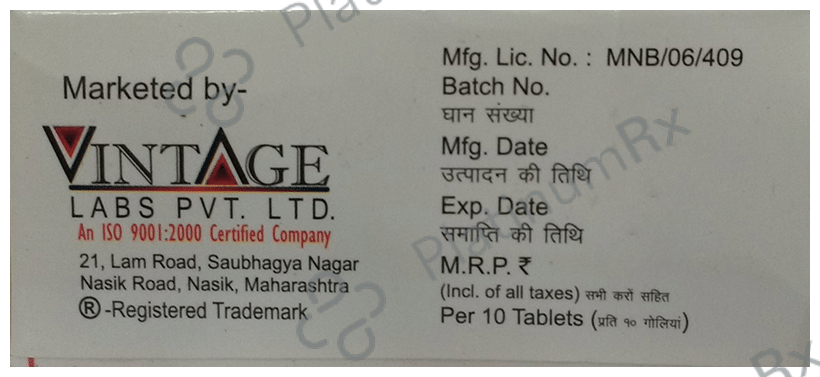 Marketed by-
VINTAGE
LABS PVT. LTD.
An ISO 9001:2000 Certified Company
21, Lam Road, Saubhagya Nagar
Nasik Road, Nasik, Maharashtra
®-Registered Trademark
Mfg. Lic. No. : MNB/06/409
Batch No.
घान संख्या
Mfg. Date
उत्पादन की तिथि
Exp. Date
समाप्ति की तिथि
M.R.P. ₹
(Incl. of all taxes) सभी करों सहित
Per 10 Tablets (प्रति १० गोलियां)
PlatinumRx